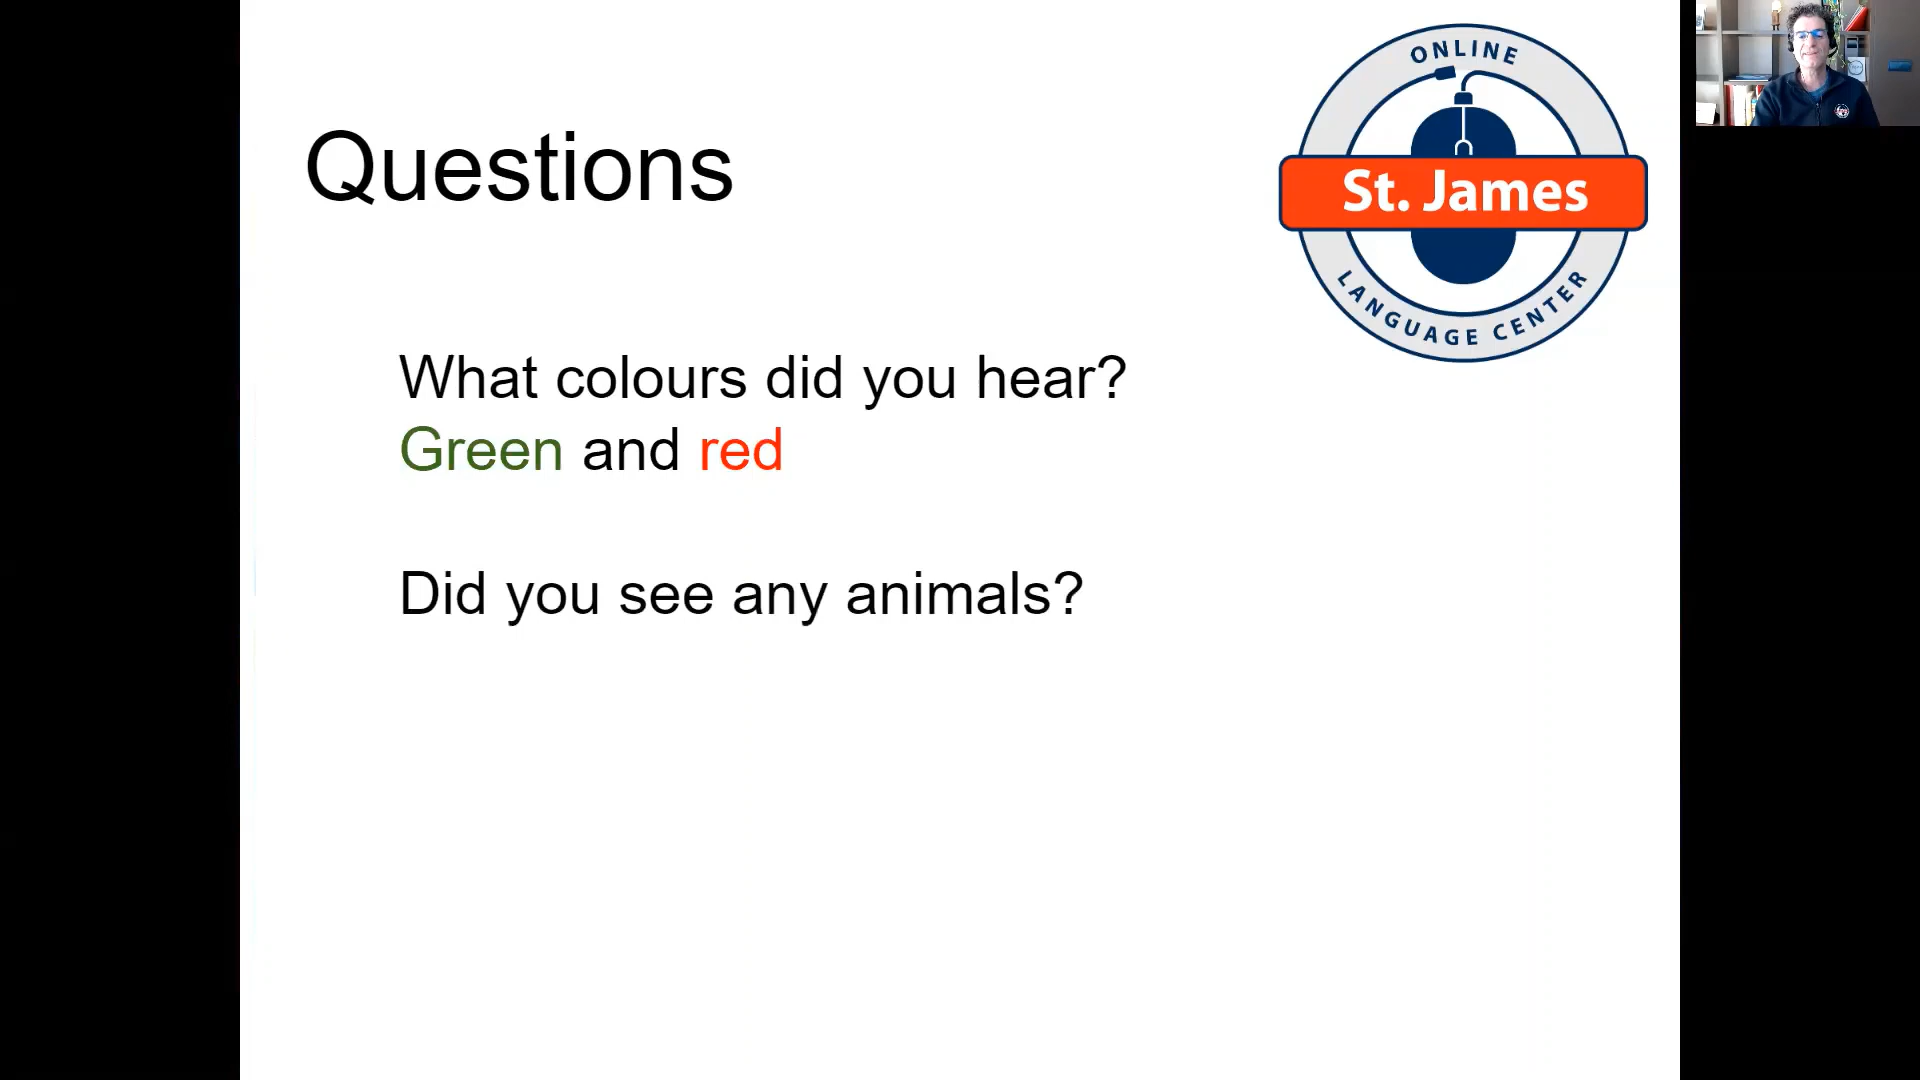 Questions
ONLINE
St. James
LANGUAGE CENTER
What colours did you hear?
Green and red
Did you see any animals?